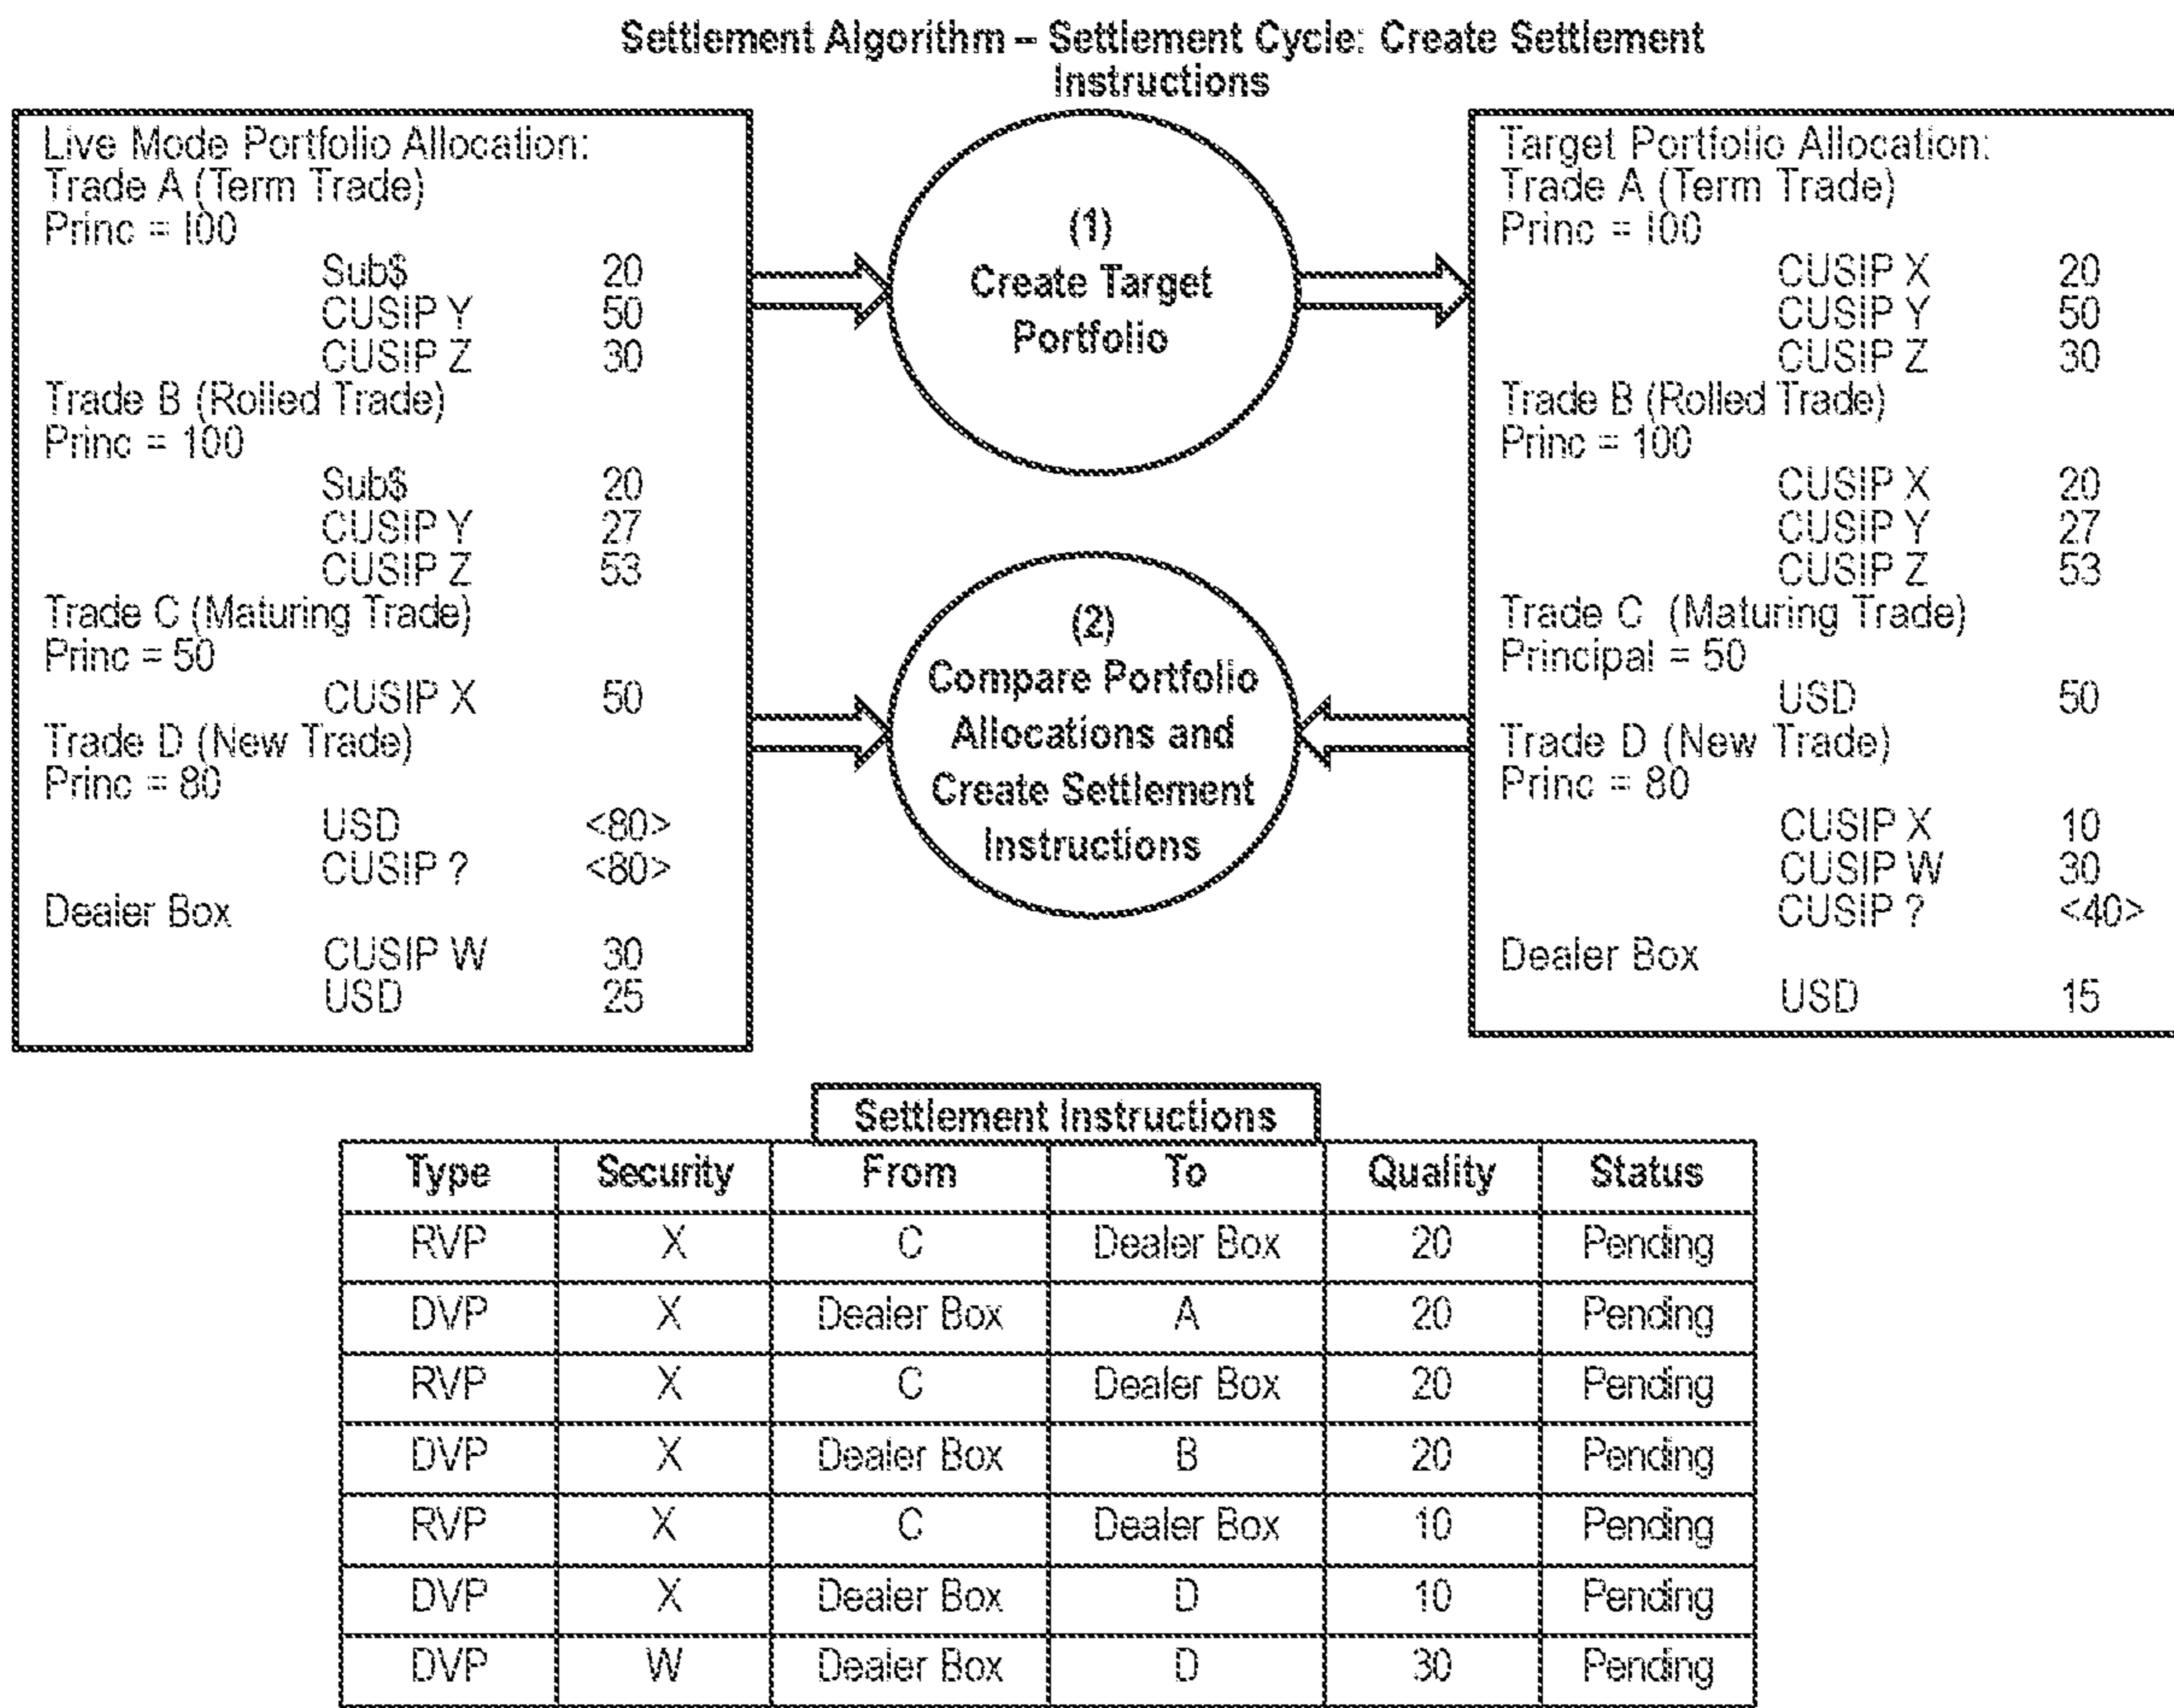 Settlement Algorithm – Settlement Cycle: Create Settlement
Instructions
Live Mode Portfolio Allocation:
Trade A (Term Trade)
Princ = I00
Sub$ 20
CUSIP Y 50
CUSIP Z 30
Trade B (Rolled Trade)
Princ = 100
Sub$ 20
CUSIP Y 27
CUSIP Z 53
Trade C (Maturing Trade)
Princ = 50
CUSIP X 50
Trade D (New Trade)
Princ = 80
USD <80>
CUSIP ? <80>
Dealer Box
CUSIP W 30
USD 25
(1)
Create Target
Portfolio
(2)
Compare Portfolio
Allocations and
Create Settlement
Instructions
Target Portfolio Allocation:
Trade A (Term Trade)
Princ = I00
CUSIP X 20
CUSIP Y 50
CUSIP Z 30
Trade B (Rolled Trade)
Princ = 100
CUSIP X 20
CUSIP Y 27
CUSIP Z 53
Trade C (Maturing Trade)
Principal = 50
USD 50
Trade D (New Trade)
Princ = 80
CUSIP X 10
CUSIP W 30
CUSIP ? <40>
Dealer Box
USD 15
Settlement Instructions
Type Security From To Quality Status
RVP X C Dealer Box 20 Pending
DVP X Dealer Box A 20 Pending
RVP X C Dealer Box 20 Pending
DVP X Dealer Box B 20 Pending
RVP X C Dealer Box 10 Pending
DVP X Dealer Box D 10 Pending
DVP W Dealer Box D 30 Pending